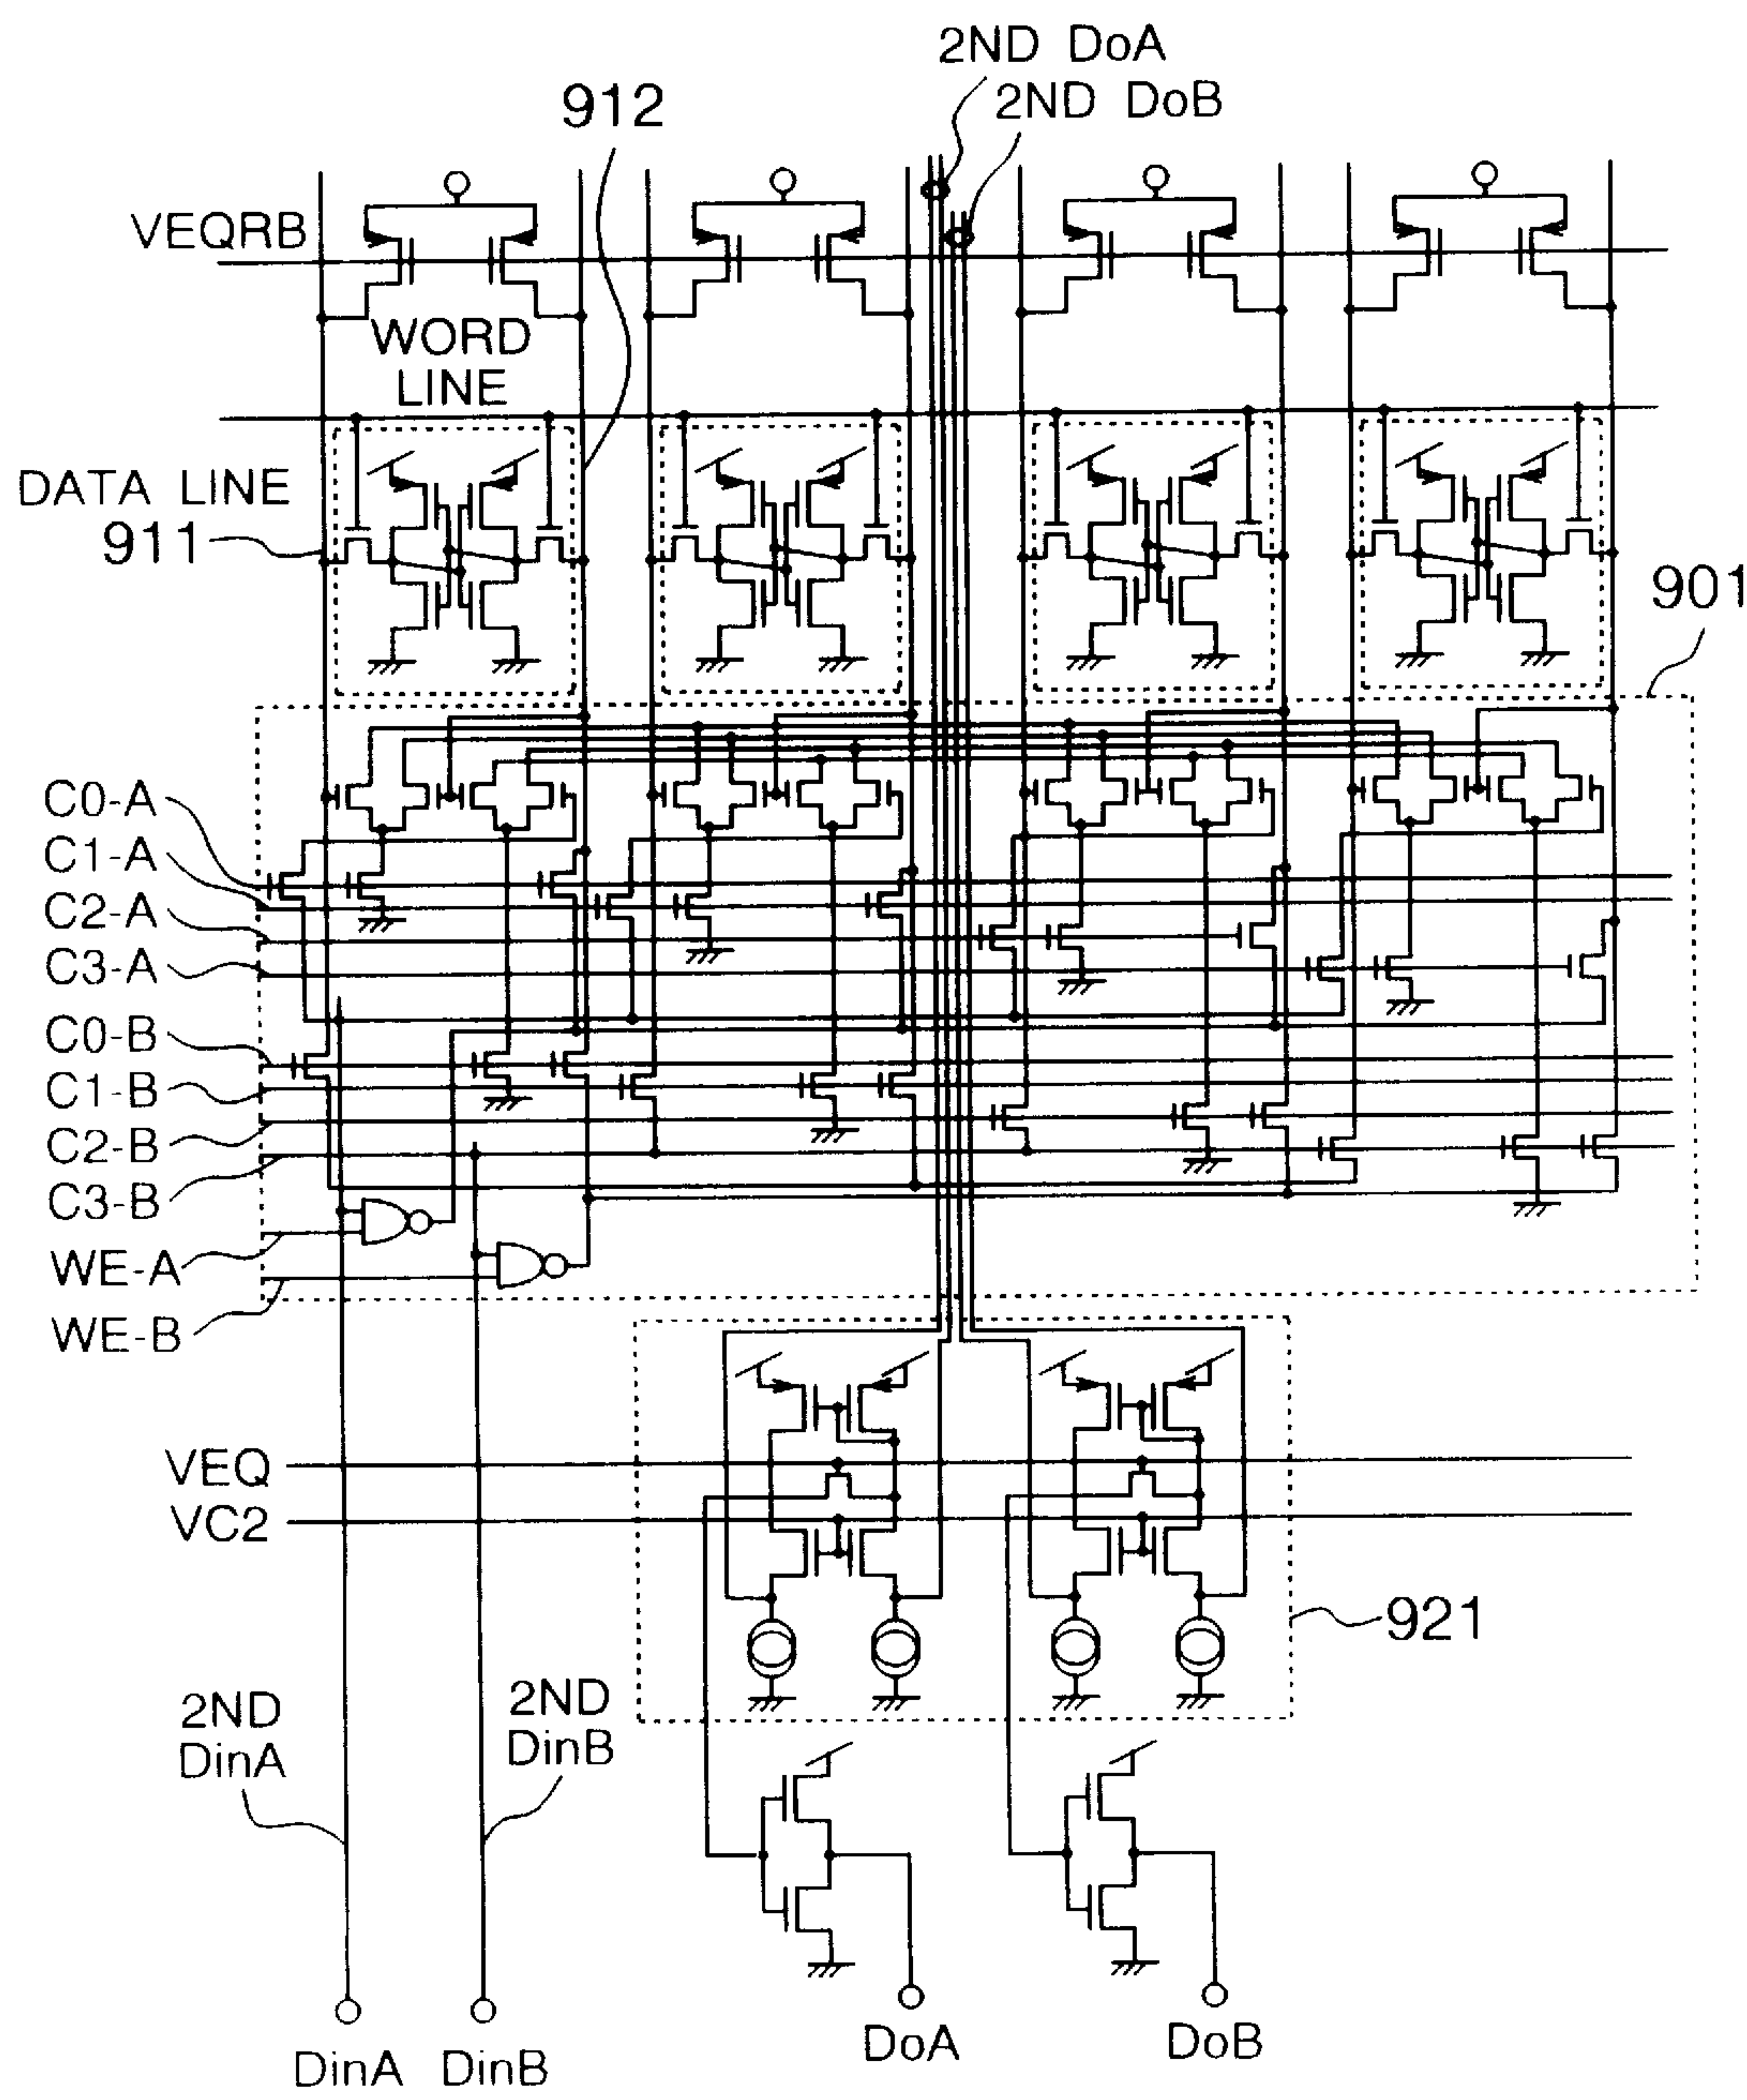 2ND DoA
2ND DoB
912
VEQRB
WORD
LINE
DATA LINE
911
901
C0-A
C1-A
C2-A
C3-A
C0-B
C1-B
C2-B
C3-B
WE-A
WE-B
VEQ
VC2
921
2ND
DinA
2ND
DinB
DinA
DinB
DoA
DoB